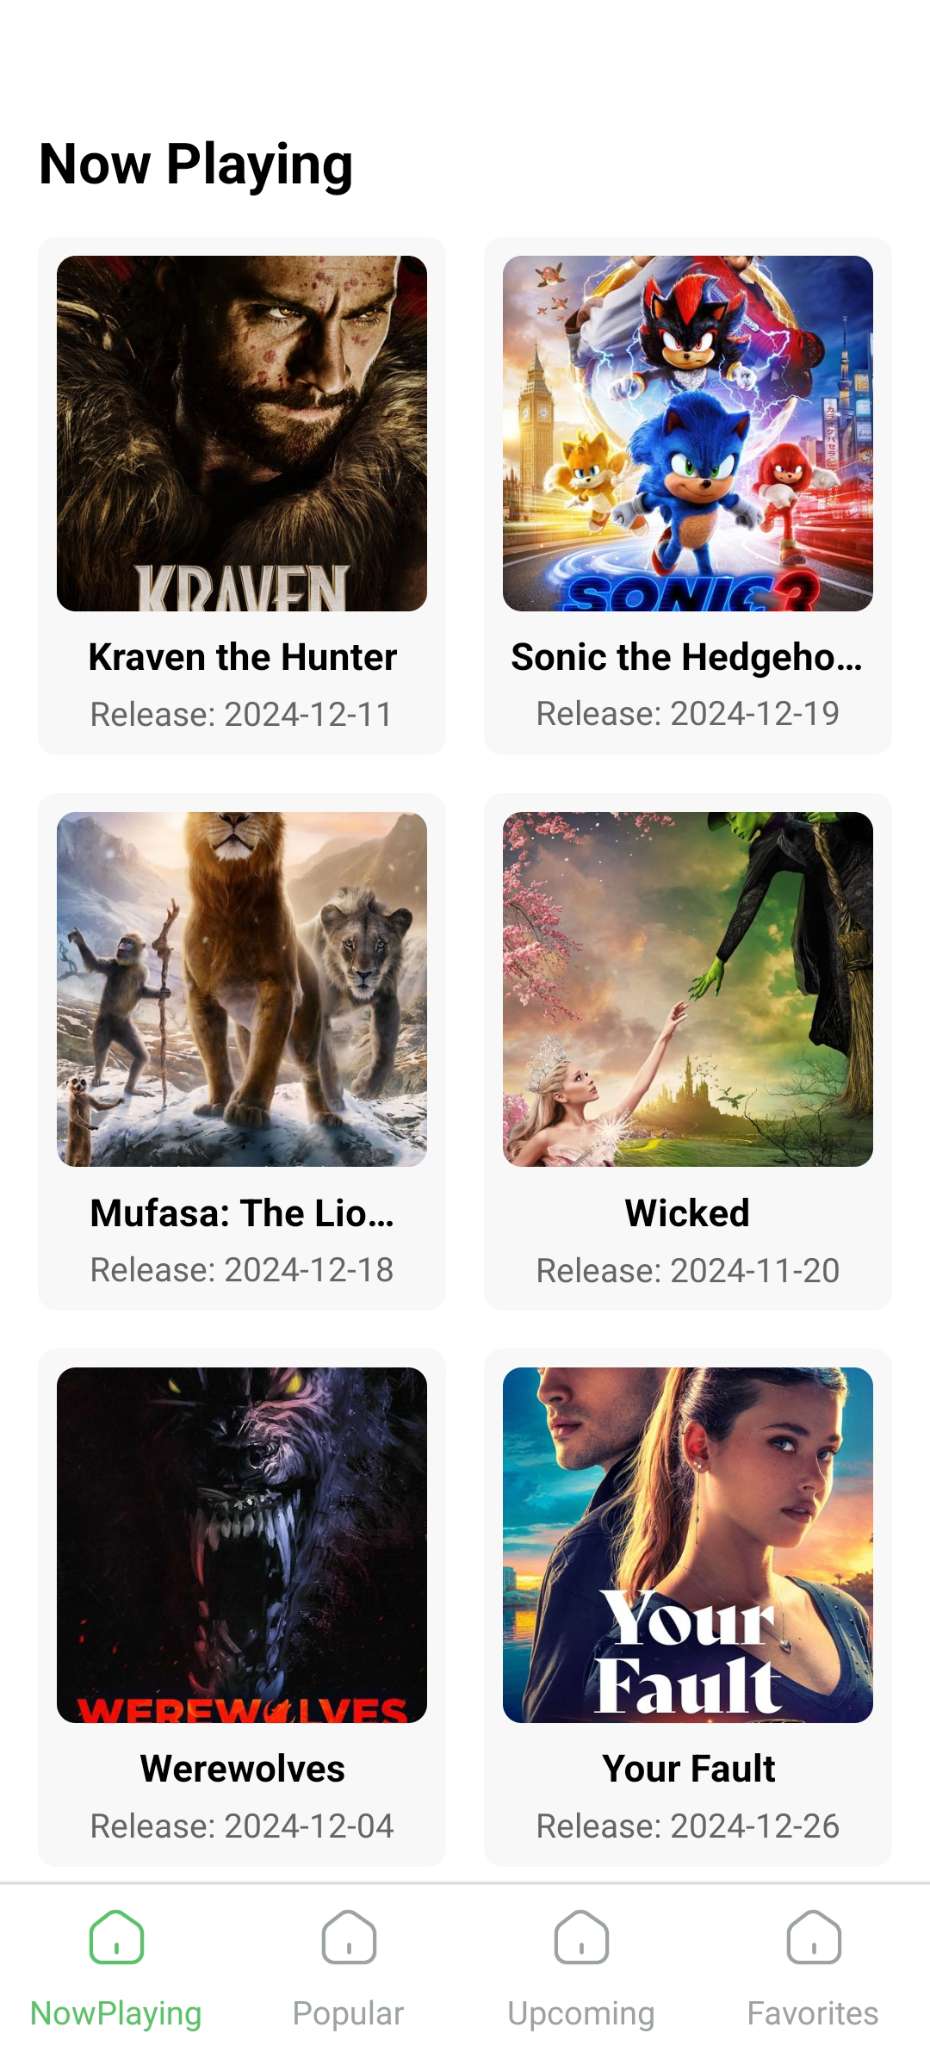 Now Playing
KRAVEN
SONIC 3
Kraven the Hunter
Sonic the Hedgeho...
Release: 2024-12-11
Release: 2024-12-19
Mufasa: The Lio...
Wicked
Release: 2024-12-18
Release: 2024-11-20
WEREWOLVES
Your
Fault
Werewolves
Your Fault
Release: 2024-12-04
Release: 2024-12-26
NowPlaying
Popular
Upcoming
Favorites